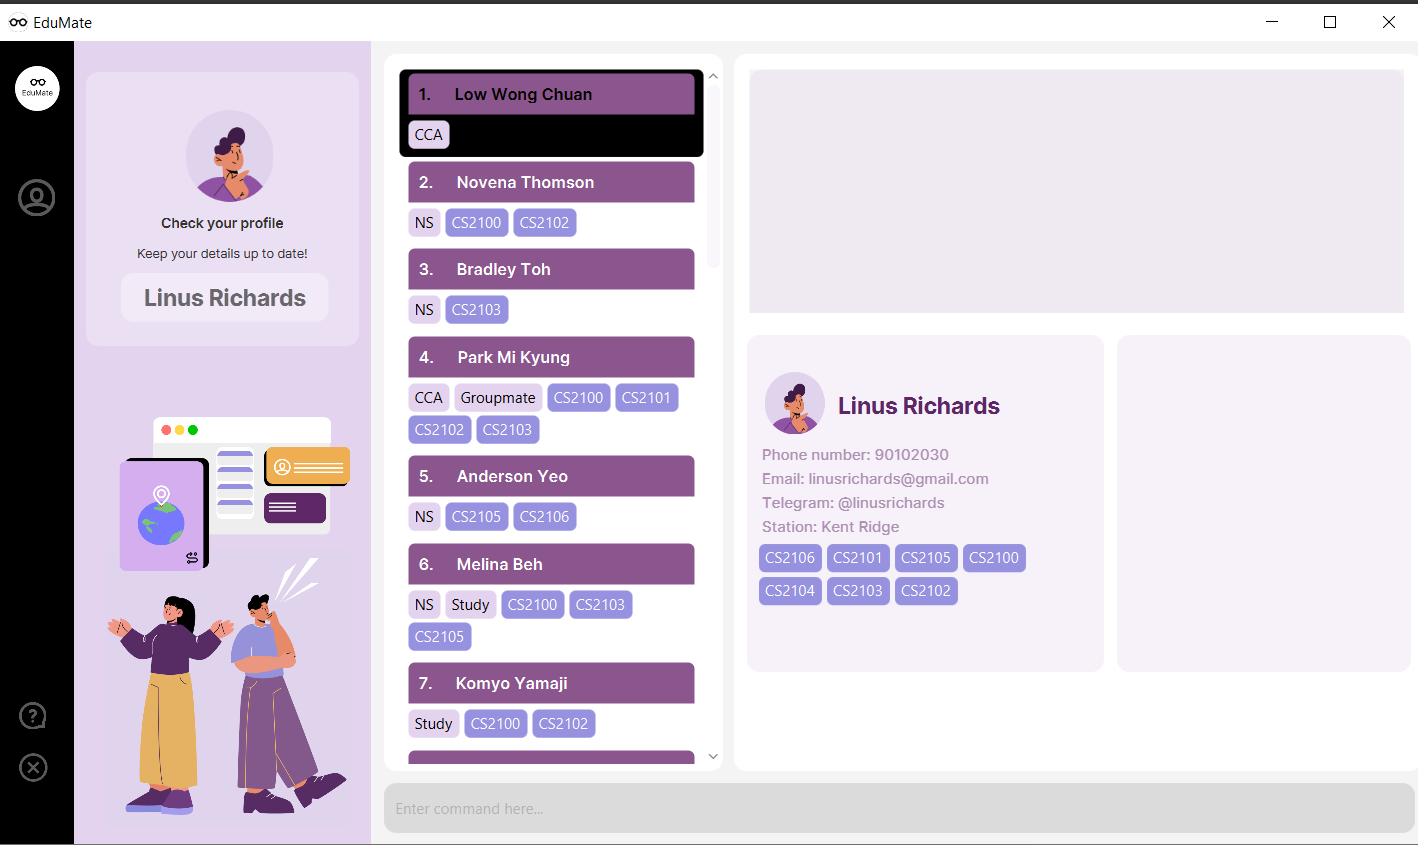 EduMate
EduMate
Check your profile
Keep your details up to date!
Linus Richards
1. Low Wong Chuan
CCA
2. Novena Thomson
NS CS2100 CS2102
3. Bradley Toh
NS CS2103
4. Park Mi Kyung
CCA Groupmate CS2100 CS2101
CS2102 CS2103
5. Anderson Yeo
NS CS2105 CS2106
6. Melina Beh
NS Study CS2100 CS2103
CS2105
7. Komyo Yamaji
Study CS2100 CS2102
Linus Richards
Phone number: 90102030
Email: linusrichards@gmail.com
Telegram: @linusrichards
Station: Kent Ridge
CS2106 CS2101 CS2105 CS2100
CS2104 CS2103 CS2102
Enter command here...